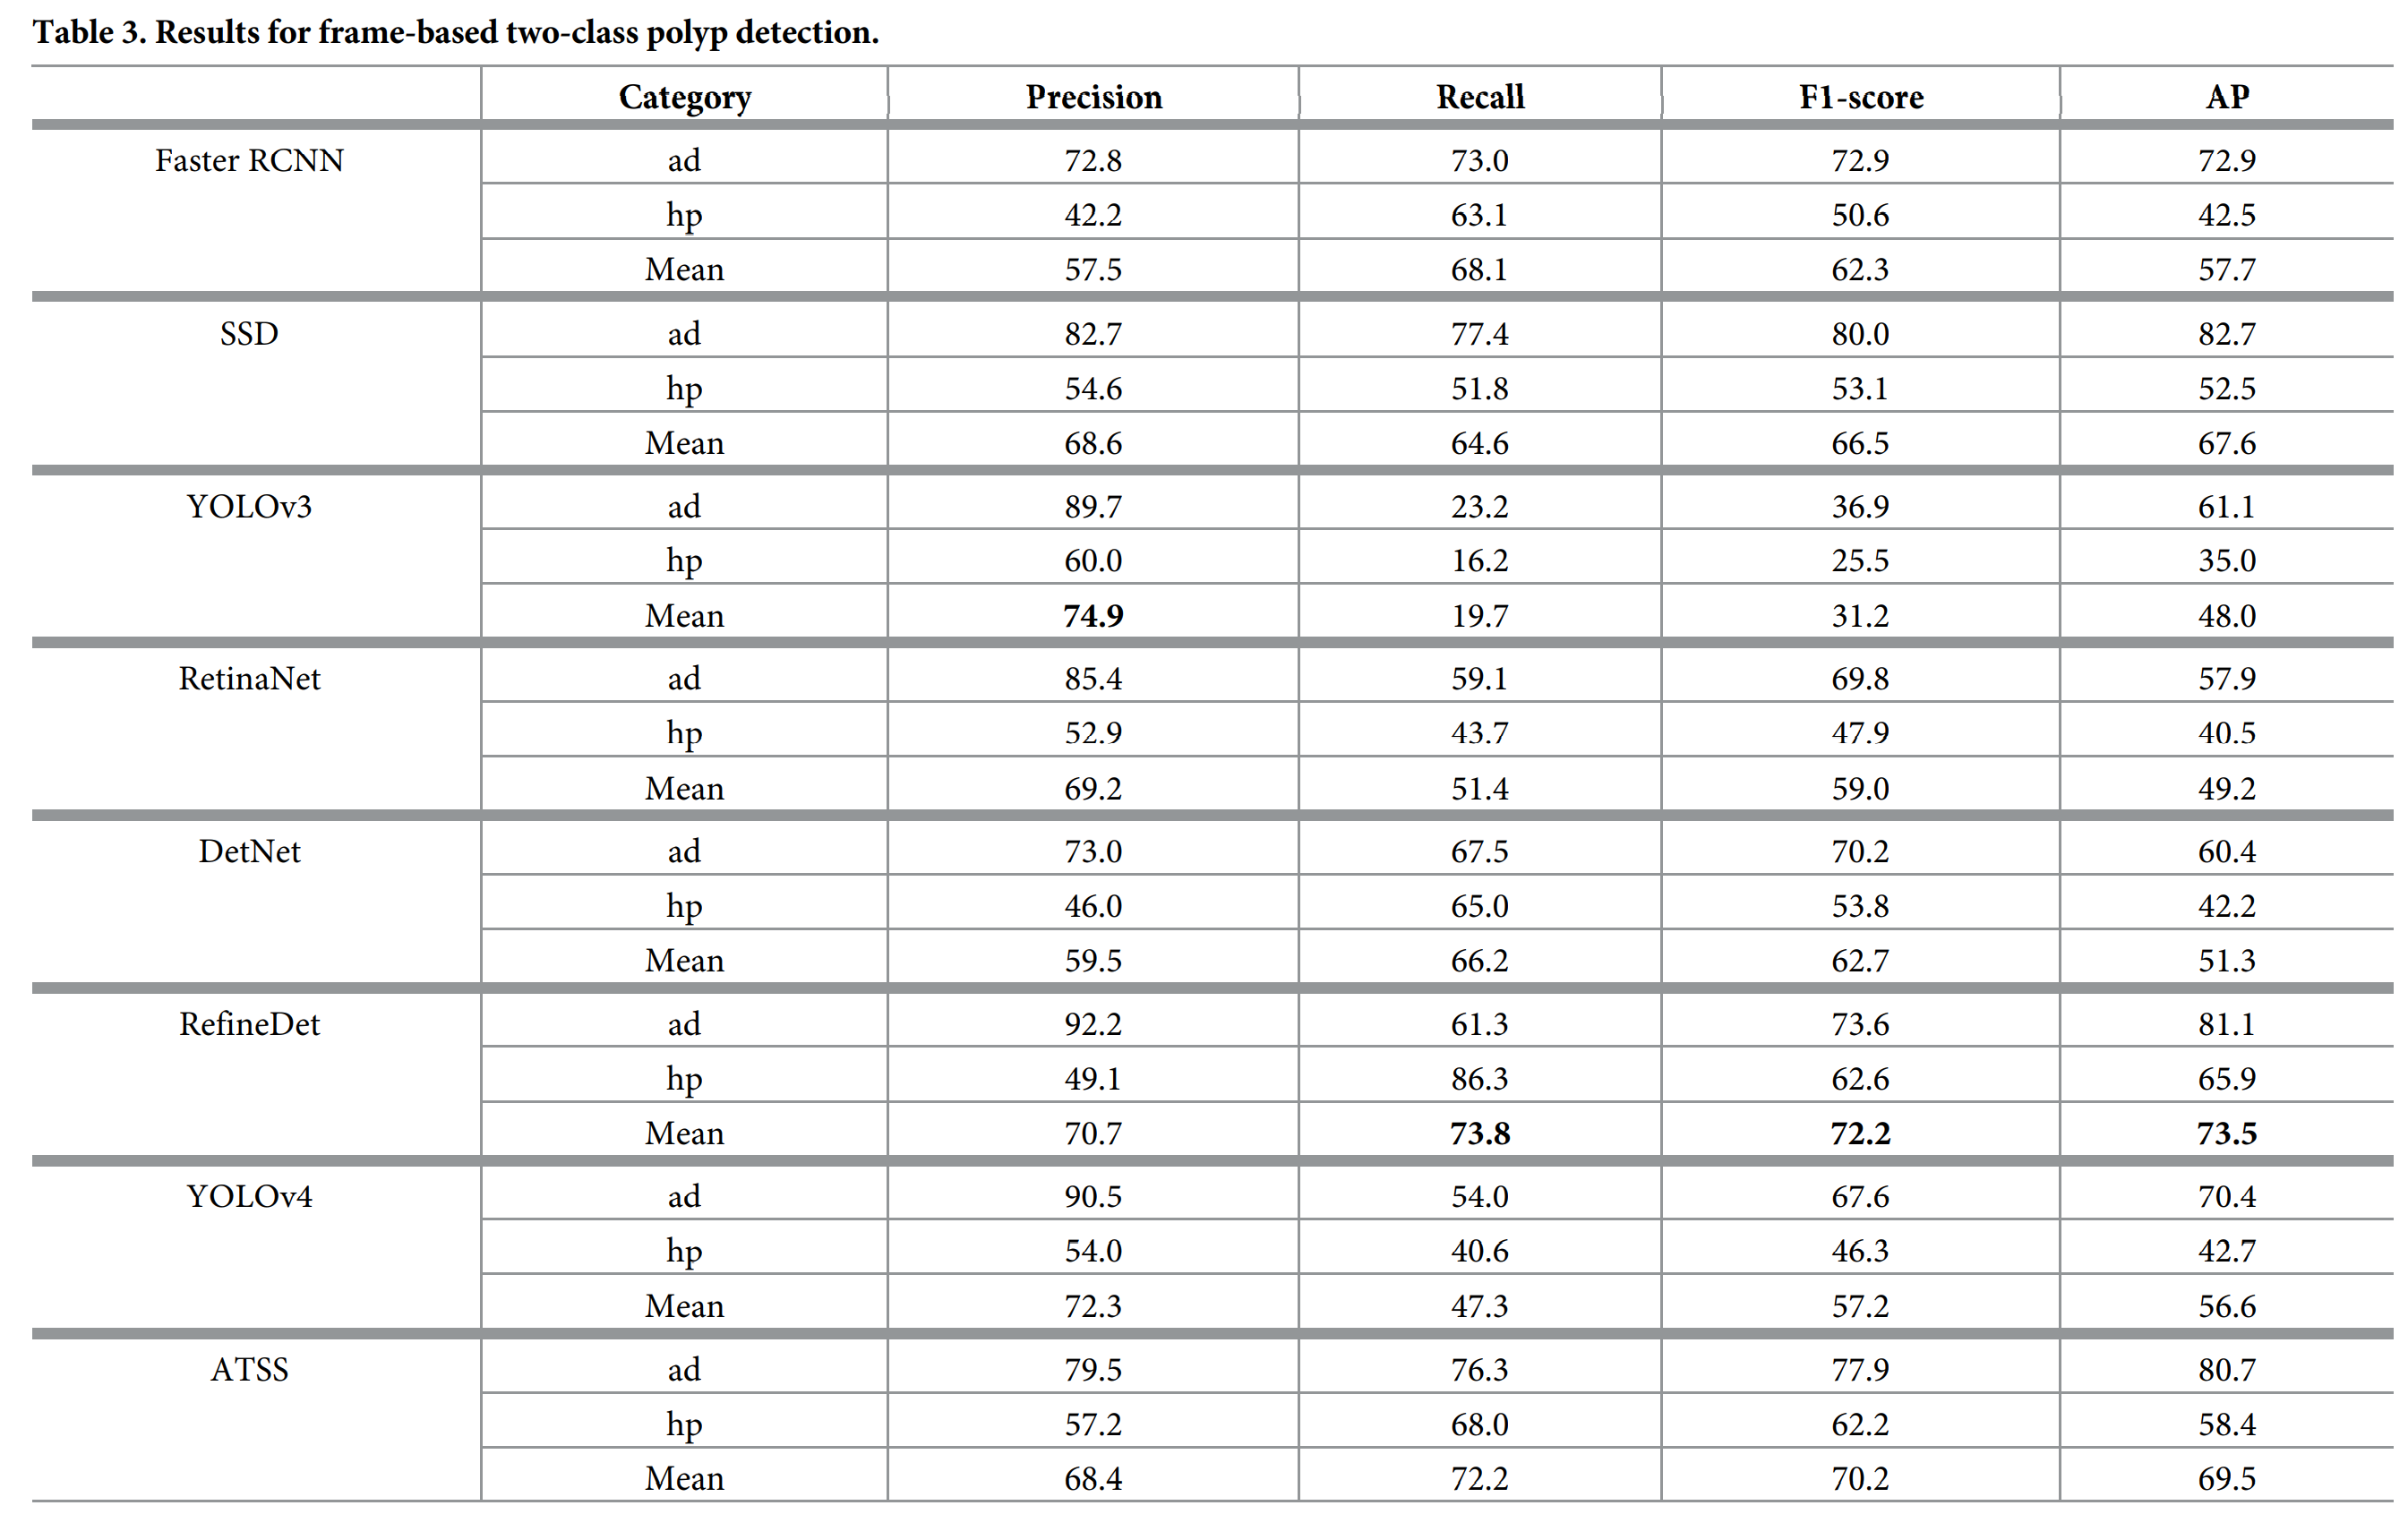 Table 3. Results for frame-based two-class polyp detection.
Category Precision Recall F1-score AP
Faster RCNN ad 72.8 73.0 72.9 72.9
hp 42.2 63.1 50.6 42.5
Mean 57.5 68.1 62.3 57.7
SSD ad 82.7 77.4 80.0 82.7
hp 54.6 51.8 53.1 52.5
Mean 68.6 64.6 66.5 67.6
YOLOv3 ad 89.7 23.2 36.9 61.1
hp 60.0 16.2 25.5 35.0
Mean 74.9 19.7 31.2 48.0
RetinaNet ad 85.4 59.1 69.8 57.9
hp 52.9 43.7 47.9 40.5
Mean 69.2 51.4 59.0 49.2
DetNet ad 73.0 67.5 70.2 60.4
hp 46.0 65.0 53.8 42.2
Mean 59.5 66.2 62.7 51.3
RefineDet ad 92.2 61.3 73.6 81.1
hp 49.1 86.3 62.6 65.9
Mean 70.7 73.8 72.2 73.5
YOLOv4 ad 90.5 54.0 67.6 70.4
hp 54.0 40.6 46.3 42.7
Mean 72.3 47.3 57.2 56.6
ATSS ad 79.5 76.3 77.9 80.7
hp 57.2 68.0 62.2 58.4
Mean 68.4 72.2 70.2 69.5